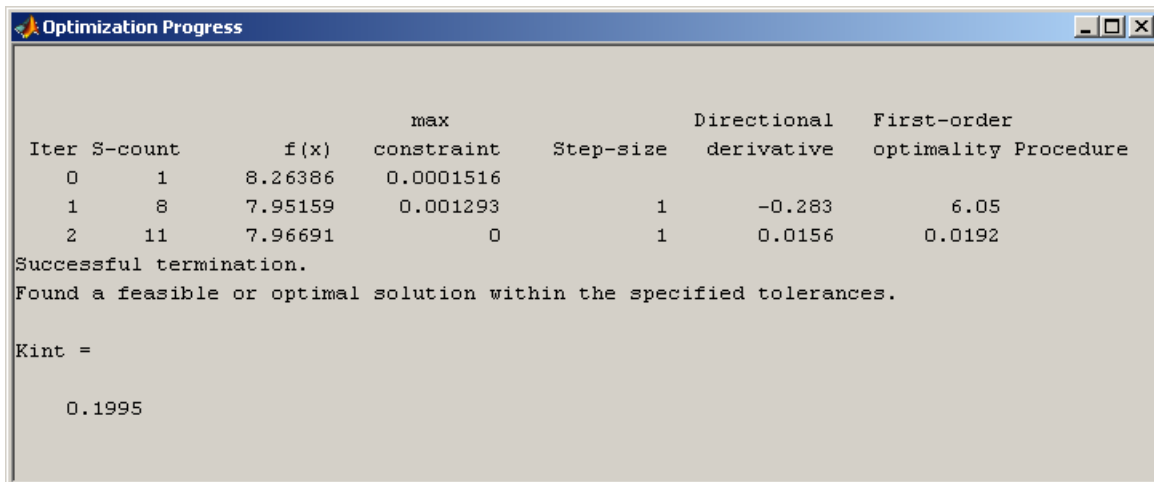 Optimization Progress
max Directional First-order
Iter S-count f(x) constraint Step-size derivative optimality Procedure
0 1 8.26386 0.0001516
1 8 7.95159 0.001293 1 -0.283 6.05
2 11 7.96691 0 1 0.0156 0.0192
Successful termination.
Found a feasible or optimal solution within the specified tolerances.
Kint =
0.1995